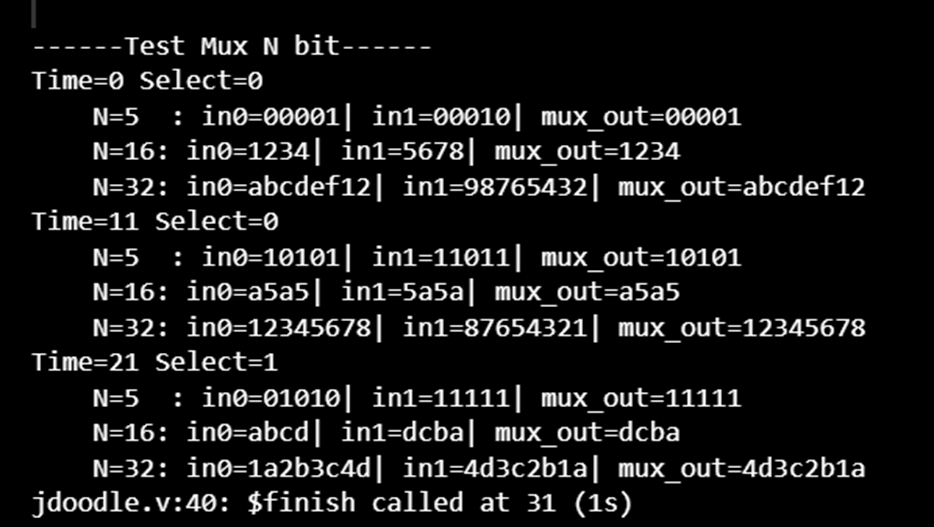 ------Test Mux N bit------
Time=0 Select=0
    N=5  : in0=00001| in1=00010| mux_out=00001
    N=16: in0=1234| in1=5678| mux_out=1234
    N=32: in0=abcdef12| in1=98765432| mux_out=abcdef12
Time=11 Select=0
    N=5  : in0=10101| in1=11011| mux_out=10101
    N=16: in0=a5a5| in1=5a5a| mux_out=a5a5
    N=32: in0=12345678| in1=87654321| mux_out=12345678
Time=21 Select=1
    N=5  : in0=01010| in1=11111| mux_out=11111
    N=16: in0=abcd| in1=dcba| mux_out=dcba
    N=32: in0=1a2b3c4d| in1=4d3c2b1a| mux_out=4d3c2b1a
jdoodle.v:40: $finish called at 31 (1s)